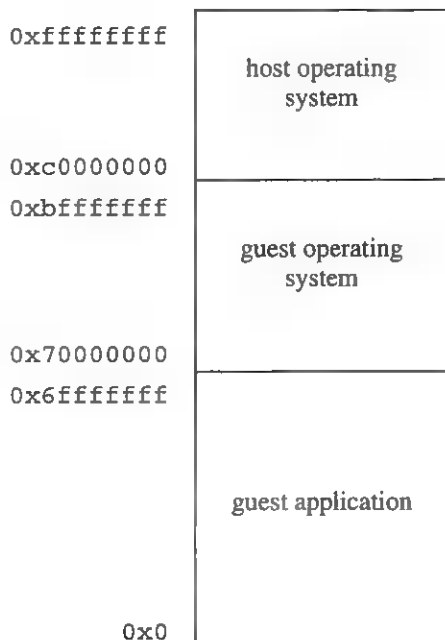 0xffffffff
host operating
system
0xc0000000
0xbfffffff
guest operating
system
0x70000000
0x6fffffff
guest application
0x0